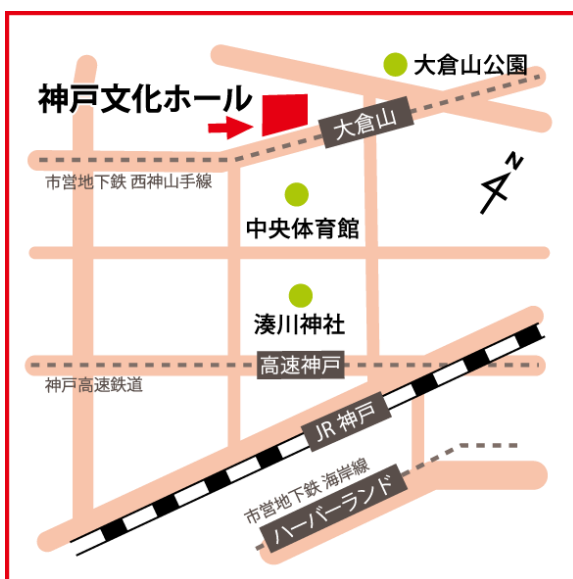 大倉山公園
神戸文化ホール
大倉山
N
市営地下鉄 西神山手線
中央体育館
湊川神社
高速神戸
神戸高速鉄道
JR 神戸
市営地下鉄 海岸線
ハーバーランド